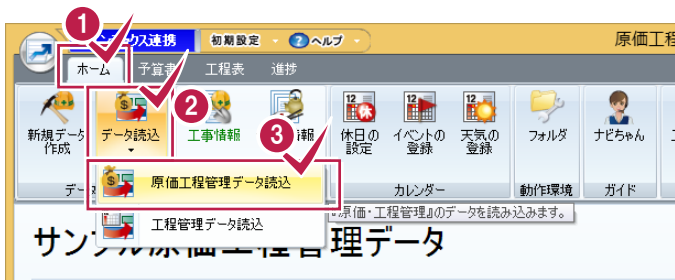 1
クス連携
初期設定
ヘルプ
原価工程
ホーム
予算書
工程表
進捗
2
3
新規データ
作成
データ読込
工事情報
休日の
設定
イベントの
登録
天気の
登録
フォルダ
ナビちゃん
カレンダー
動作環境
ガイド
原価工程管理データ読込
工程管理データ読込
『原価・工程管理』のデータを読み込みます。
サンプル原価工程管理データ